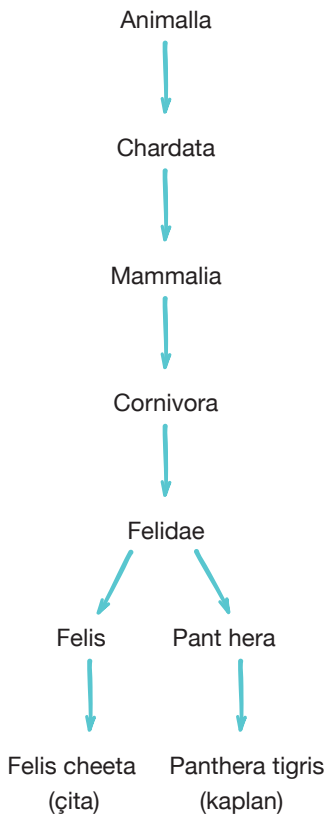 Animalla
Chardata
Mammalia
Cornivora
Felidae
Felis
Pant hera
Felis cheeta
(çita)
Panthera tigris
(kaplan)